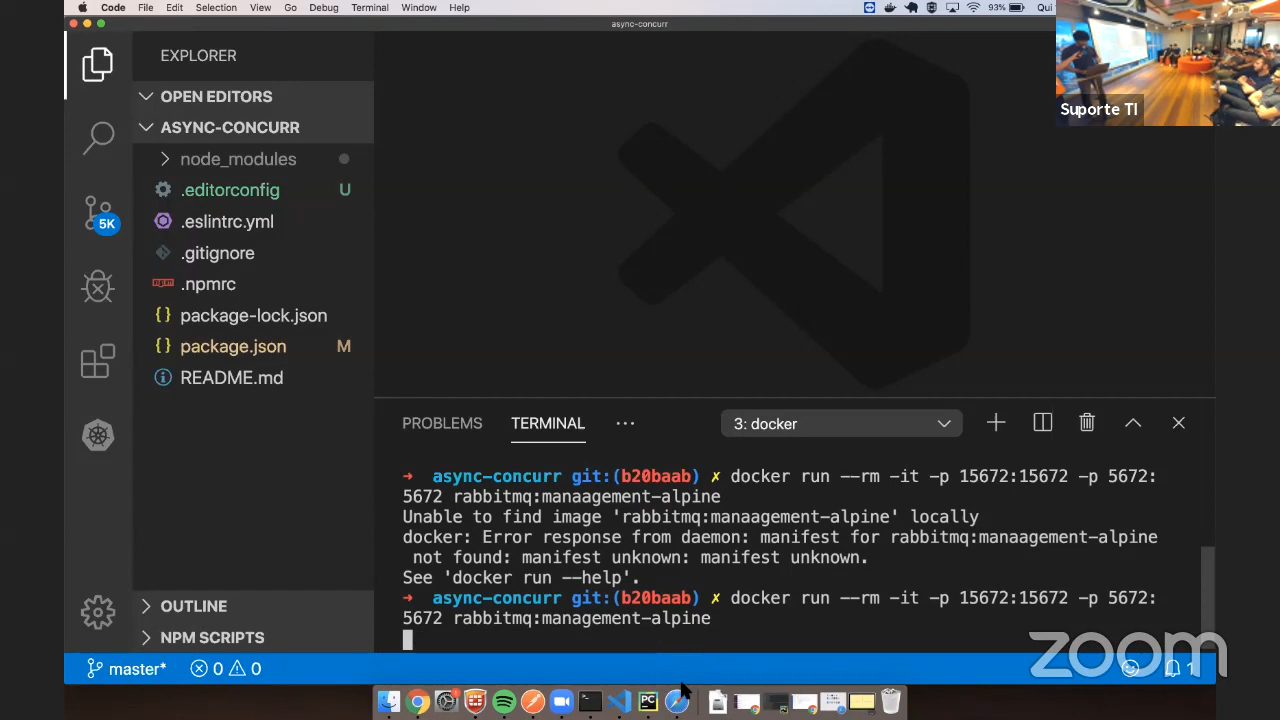 Code File Edit Selection View Go Debug Terminal Window Help 93% Qui
async-concurr
EXPLORER
OPEN EDITORS
ASYNC-CONCURR
node_modules
.editorconfig U
.eslintrc.yml
.gitignore
.npmrc
package-lock.json
package.json M
README.md
5K
OUTLINE
NPM SCRIPTS
Suporte TI
PROBLEMS TERMINAL ... 3: docker
→ async-concurr git:(b20baab) ✗ docker run --rm -it -p 15672:15672 -p 5672:
5672 rabbitmq:manaagement-alpine
Unable to find image 'rabbitmq:manaagement-alpine' locally
docker: Error response from daemon: manifest for rabbitmq:manaagement-alpine
not found: manifest unknown: manifest unknown.
See 'docker run --help'.
→ async-concurr git:(b20baab) ✗ docker run --rm -it -p 15672:15672 -p 5672:
5672 rabbitmq:management-alpine
master* 0 0 1
zoom
PC